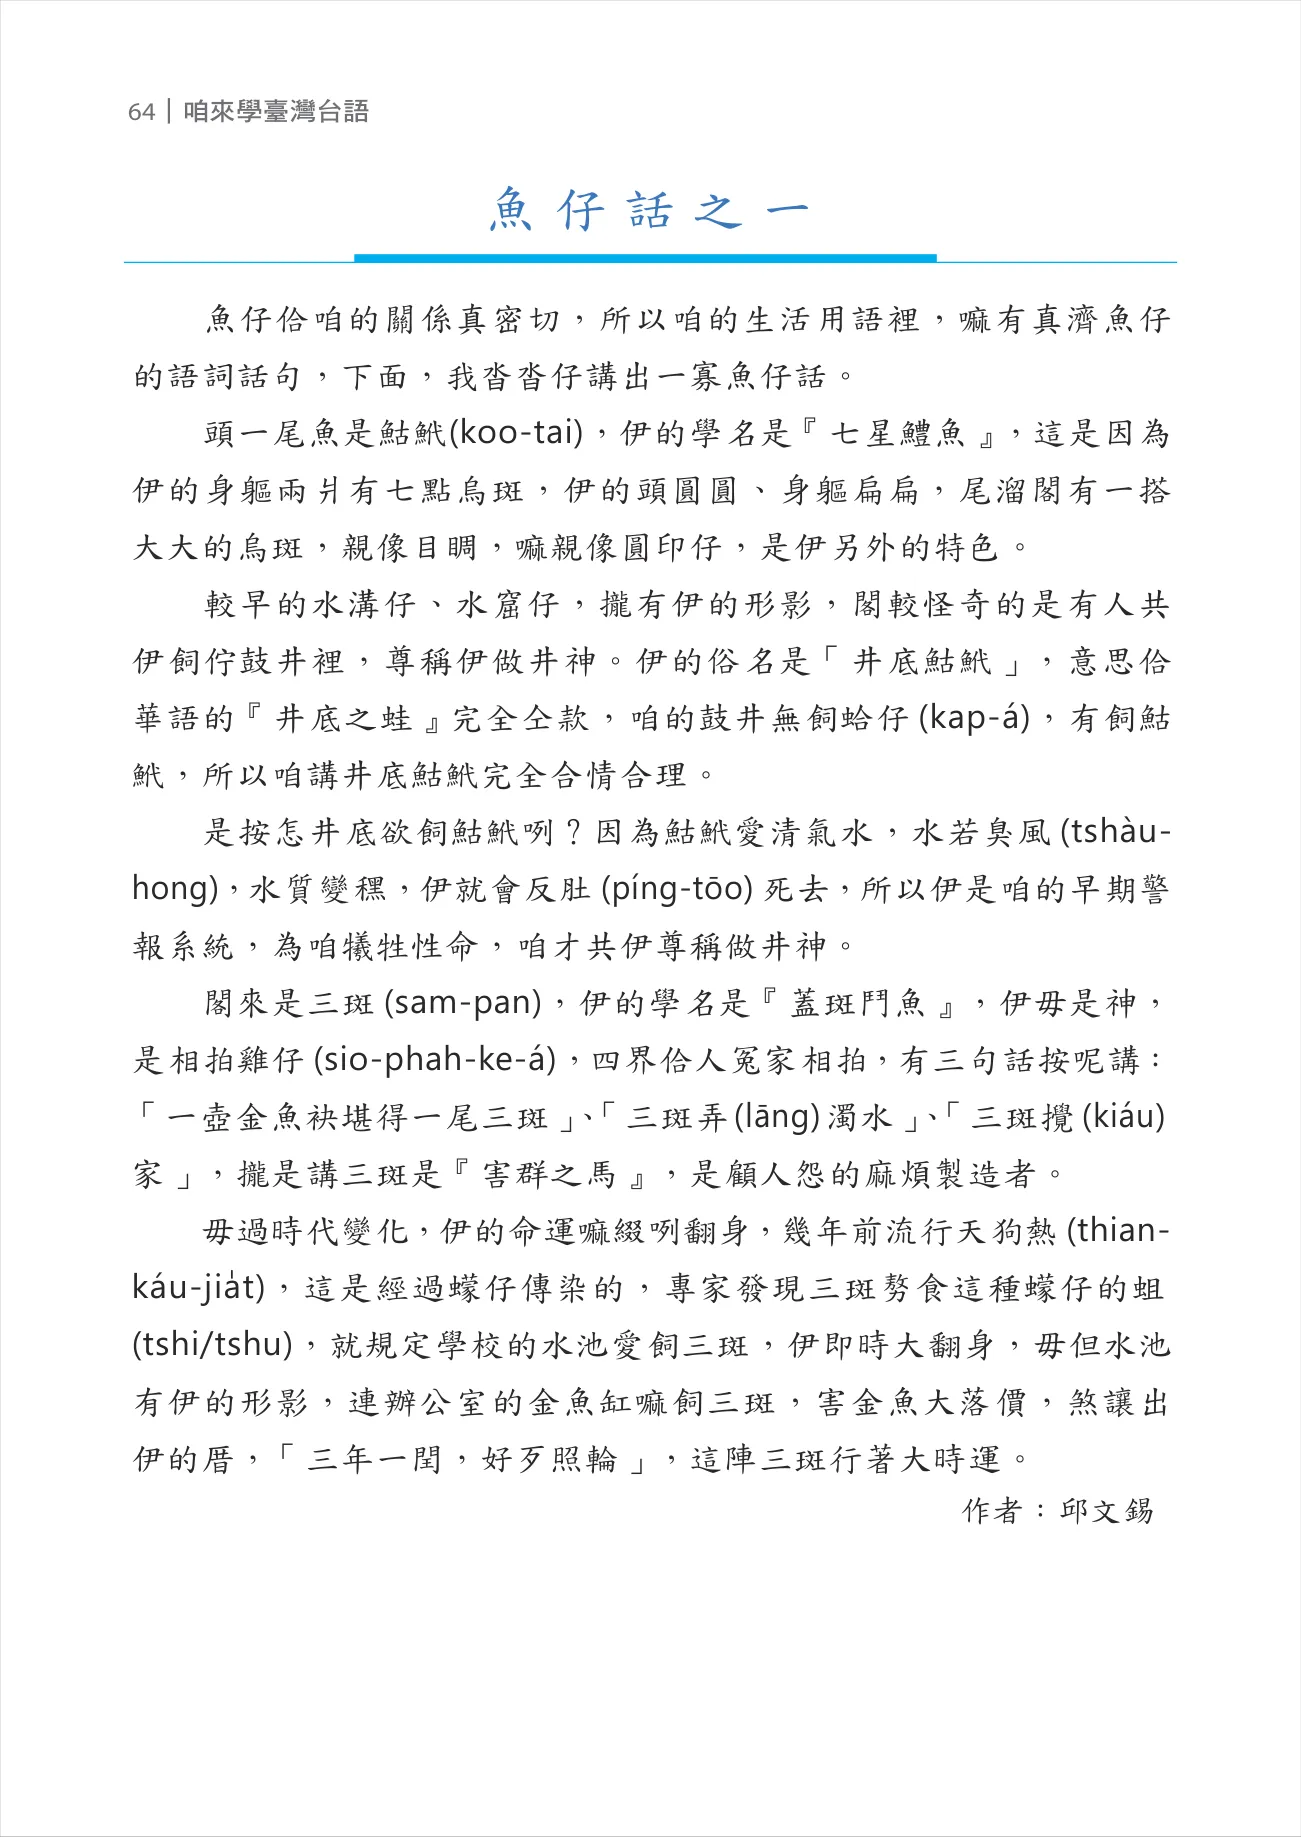 64｜咱來學臺灣台語
魚仔話之一
魚仔佮咱的關係真密切，所以咱的生活用語裡，嘛有真濟魚仔
的語詞話句，下面，我沓沓仔講出一寡魚仔話。
頭一尾魚是鮕鮘(koo-tai)，伊的學名是『七星鱧魚』，這是因為
伊的身軀兩爿有七點烏斑，伊的頭圓圓、身軀扁扁，尾溜閣有一搭
大大的烏斑，親像目睭，嘛親像圓印仔，是伊另外的特色。
較早的水溝仔、水窟仔，攏有伊的形影，閣較怪奇的是有人共
伊飼佇鼓井裡，尊稱伊做井神。伊的俗名是「井底鮕鮘」，意思佮
華語的『井底之蛙』完全仝款，咱的鼓井無飼蛤仔(kap-á)，有飼鮕
鮘，所以咱講井底鮕鮘完全合情合理。
是按怎井底欲飼鮕鮘咧？因為鮕鮘愛清氣水，水若臭風(tshàu-
hong)，水質變䆀，伊就會反肚(píng-tōo)死去，所以伊是咱的早期警
報系統，為咱犧牲性命，咱才共伊尊稱做井神。
閣來是三斑(sam-pan)，伊的學名是『蓋斑鬥魚』，伊毋是神，
是相拍雞仔(sio-phah-ke-á)，四界佮人冤家相拍，有三句話按呢講：
「一壺金魚袂堪得一尾三斑」、「三斑弄(lāng)濁水」、「三斑攪(kiáu)
家」，攏是講三斑是『害群之馬』，是顧人怨的麻煩製造者。
毋過時代變化，伊的命運嘛綴咧翻身，幾年前流行天狗熱(thian-
káu-jia̍t)，這是經過蠓仔傳染的，專家發現三斑𠢕食這種蠓仔的蛆
(tshi/tshu)，就規定學校的水池愛飼三斑，伊即時大翻身，毋但水池
有伊的形影，連辦公室的金魚缸嘛飼三斑，害金魚大落價，煞讓出
伊的厝，「三年一閏，好歹照輪」，這陣三斑行著大時運。
作者：邱文錫